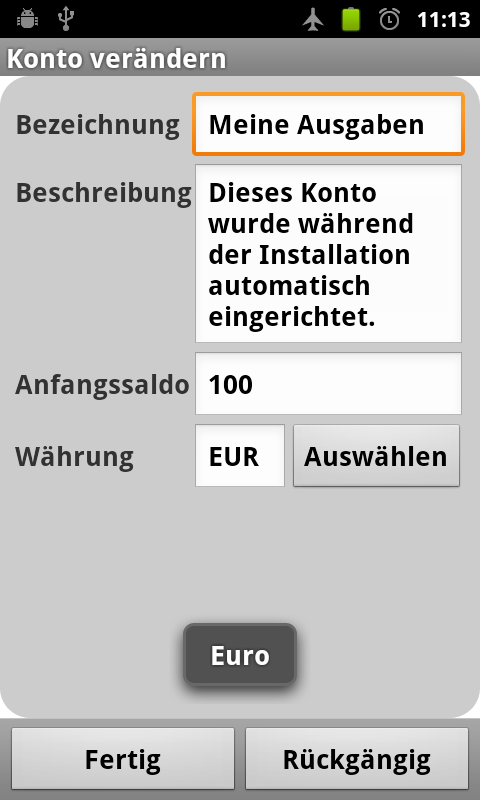 11:13
Konto verändern
Bezeichnung
Meine Ausgaben
Beschreibung
Dieses Konto
wurde während
der Installation
automatisch
eingerichtet.
Anfangssaldo
100
Währung
EUR
Auswählen
Euro
Fertig
Rückgängig